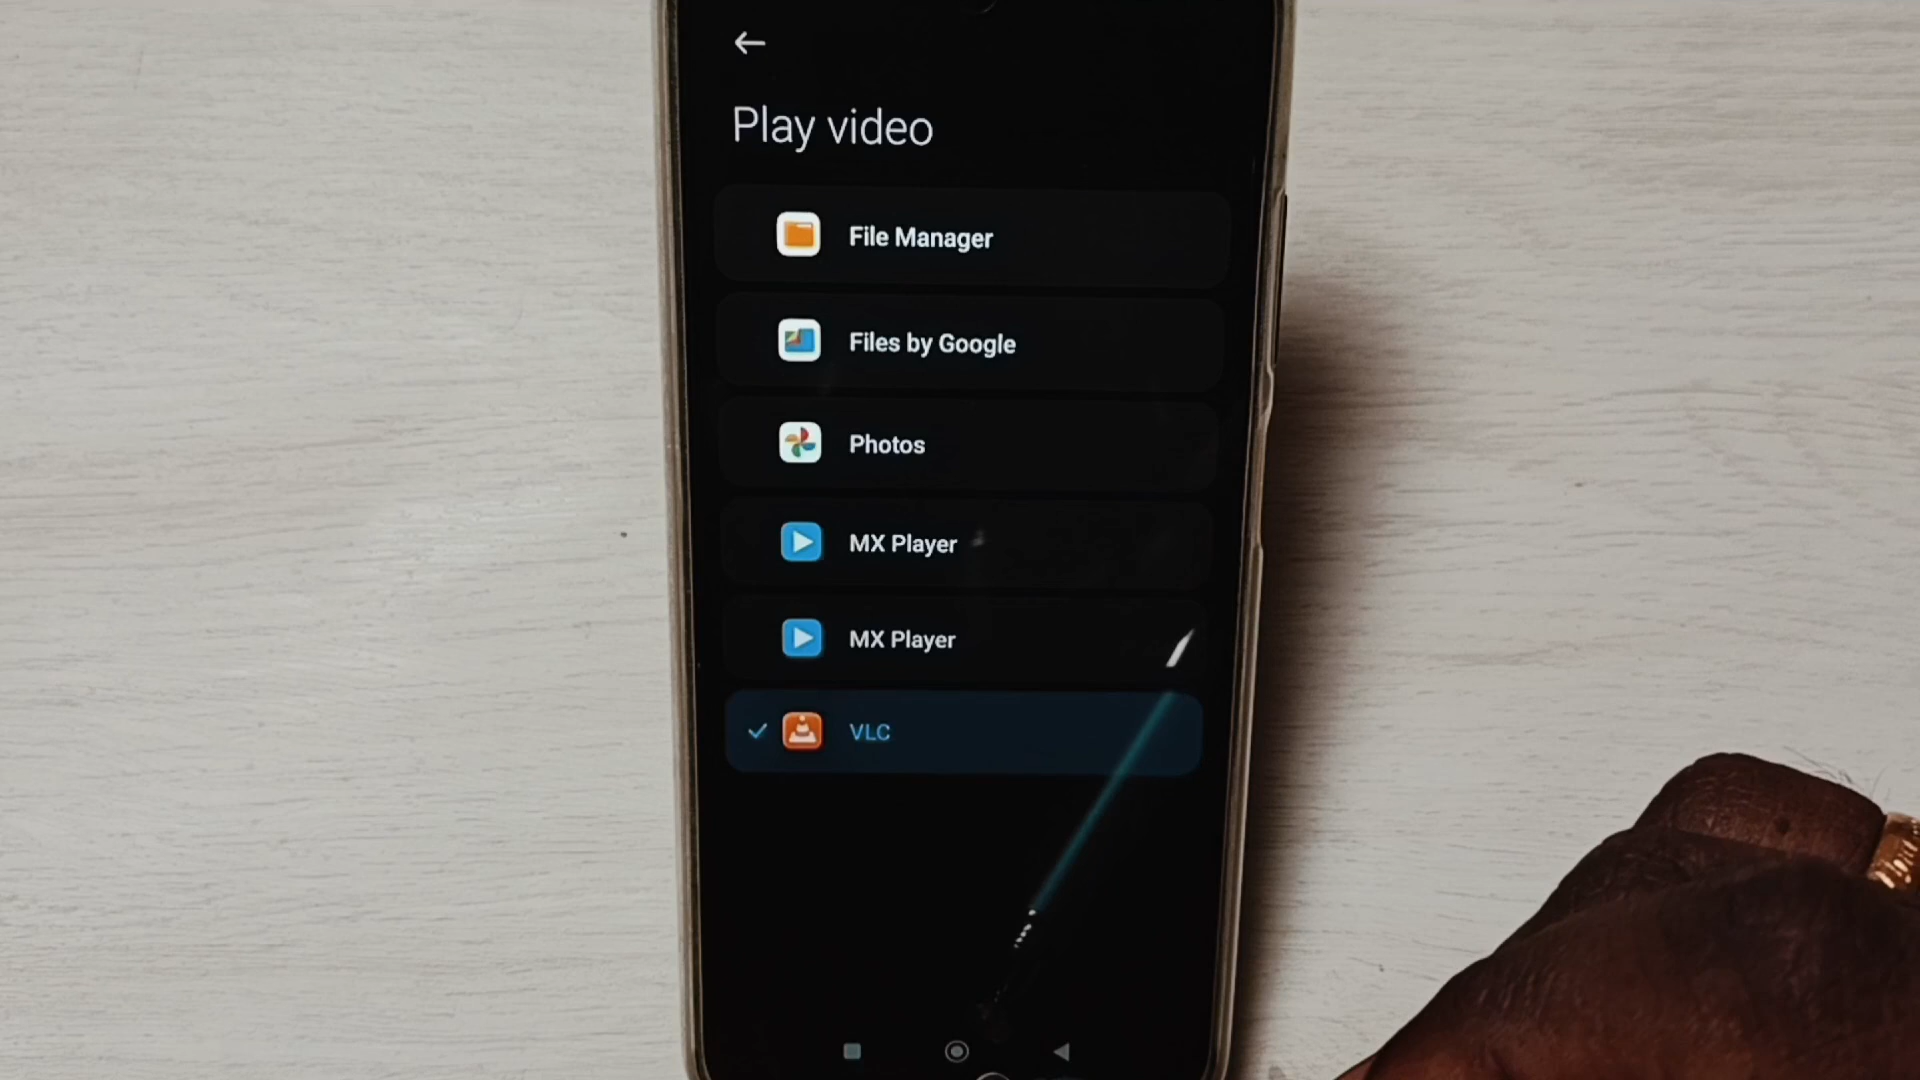 Play video
File Manager
Files by Google
Photos
MX Player
MX Player
VLC